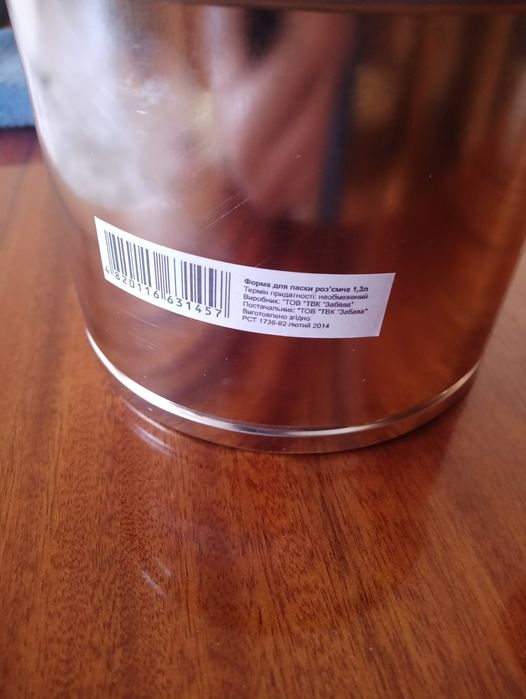 Форма для паски роз'ємна 1,3л
Термін придатності: необмежений
Виробник: "ТОВ "ТВК "Забава"
Постачальник: "ТОВ "ТВК "Забава"
Виготовлено згідно
РСТ 1736-82 лютий 2014
4820116631457